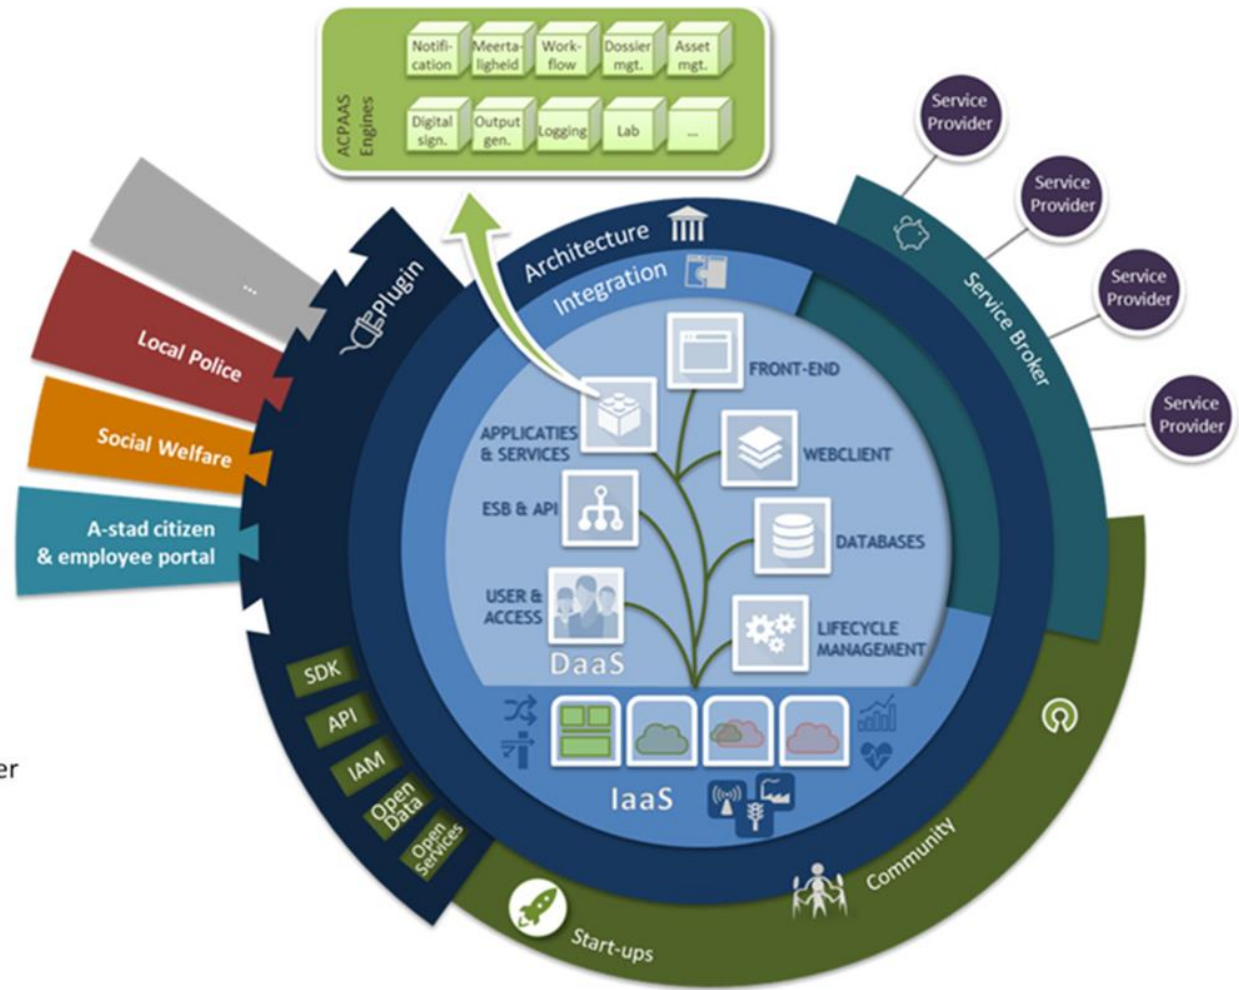 ACPAAS
Engines
Notifi-
cation
Meerta-
ligheid
Work-
flow
Dossier
mgt.
Asset
mgt.
Digital
sign.
Output
gen.
Logging
Lab
...
Service
Provider
Service
Provider
Service
Provider
Service
Provider
Service Broker
Architecture
Integration
Plugin
...
Local Police
Social Welfare
A-stad citizen
& employee portal
FRONT-END
APPLICATIES
& SERVICES
WEBCLIENT
ESB & API
DATABASES
USER &
ACCESS
LIFECYCLE
MANAGEMENT
DaaS
IaaS
SDK
API
IAM
Open
Data
Open
Services
er
Start-ups
Community